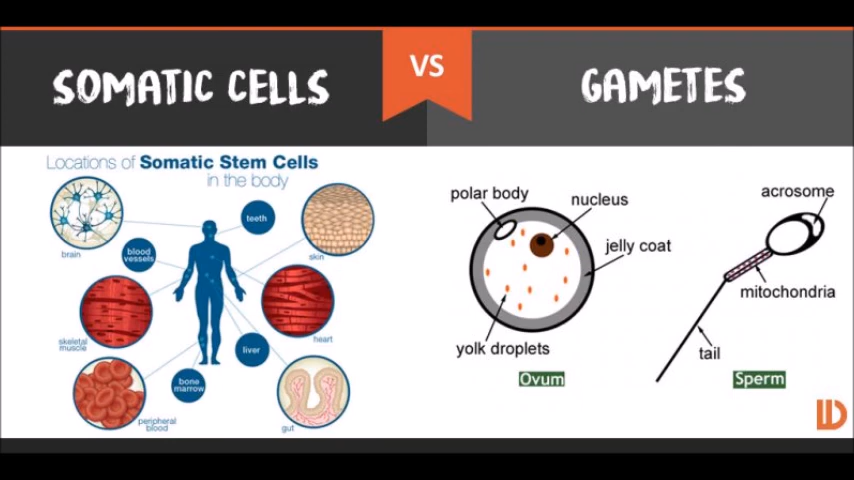 SOMATIC CELLS
VS
GAMETES
Locations of Somatic Stem Cells
in the body
brain
teeth
blood
vessels
skin
skeletal
muscle
heart
liver
bone
marrow
peripheral
blood
gut
polar body
nucleus
jelly coat
yolk droplets
Ovum
acrosome
mitochondria
tail
Sperm